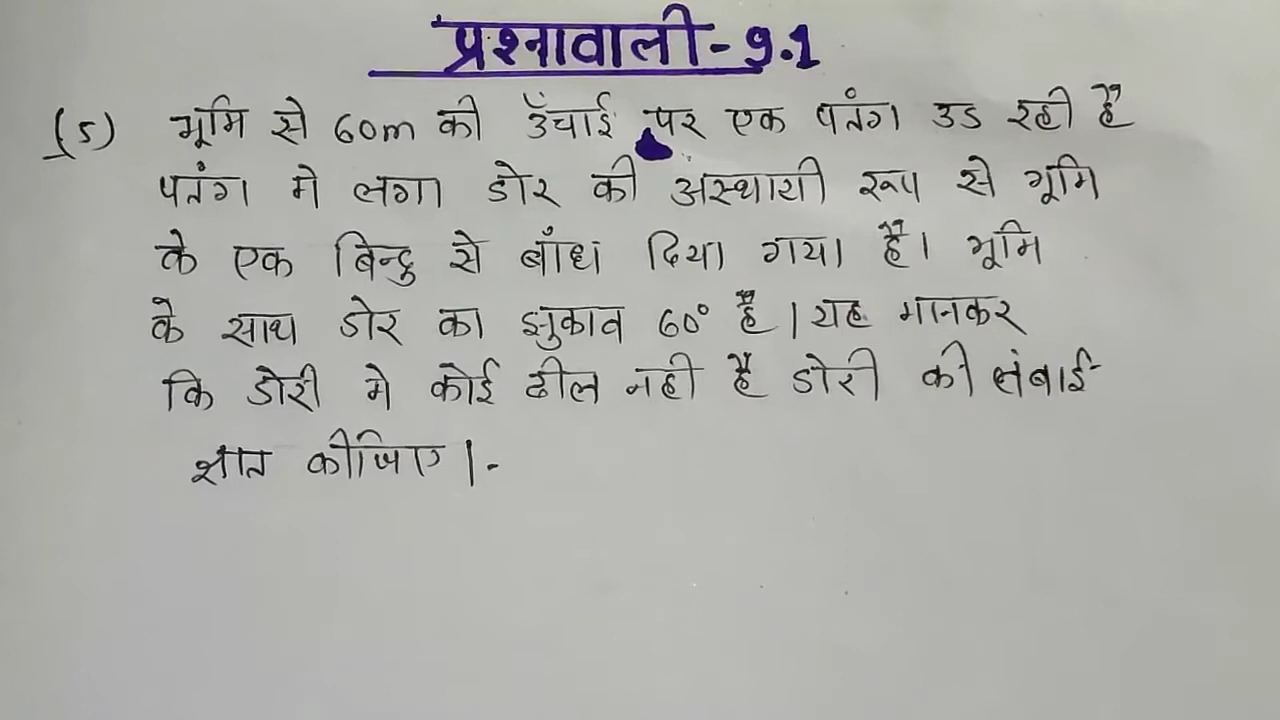 प्रश्नावाली - 9.1
(5) भूमि से 60m की उँचाई पर एक पतंग उड रही है
पतंग मे लगा डोर की अस्थायी रूप से भूमि
के एक बिन्दु से बाँध दिया गया है। भूमि
के साथ डोर का झुकाव 60° है। यह मानकर
कि डोरी मे कोई ढील नही है डोरी की लंबाई
ज्ञात कीजिए।-